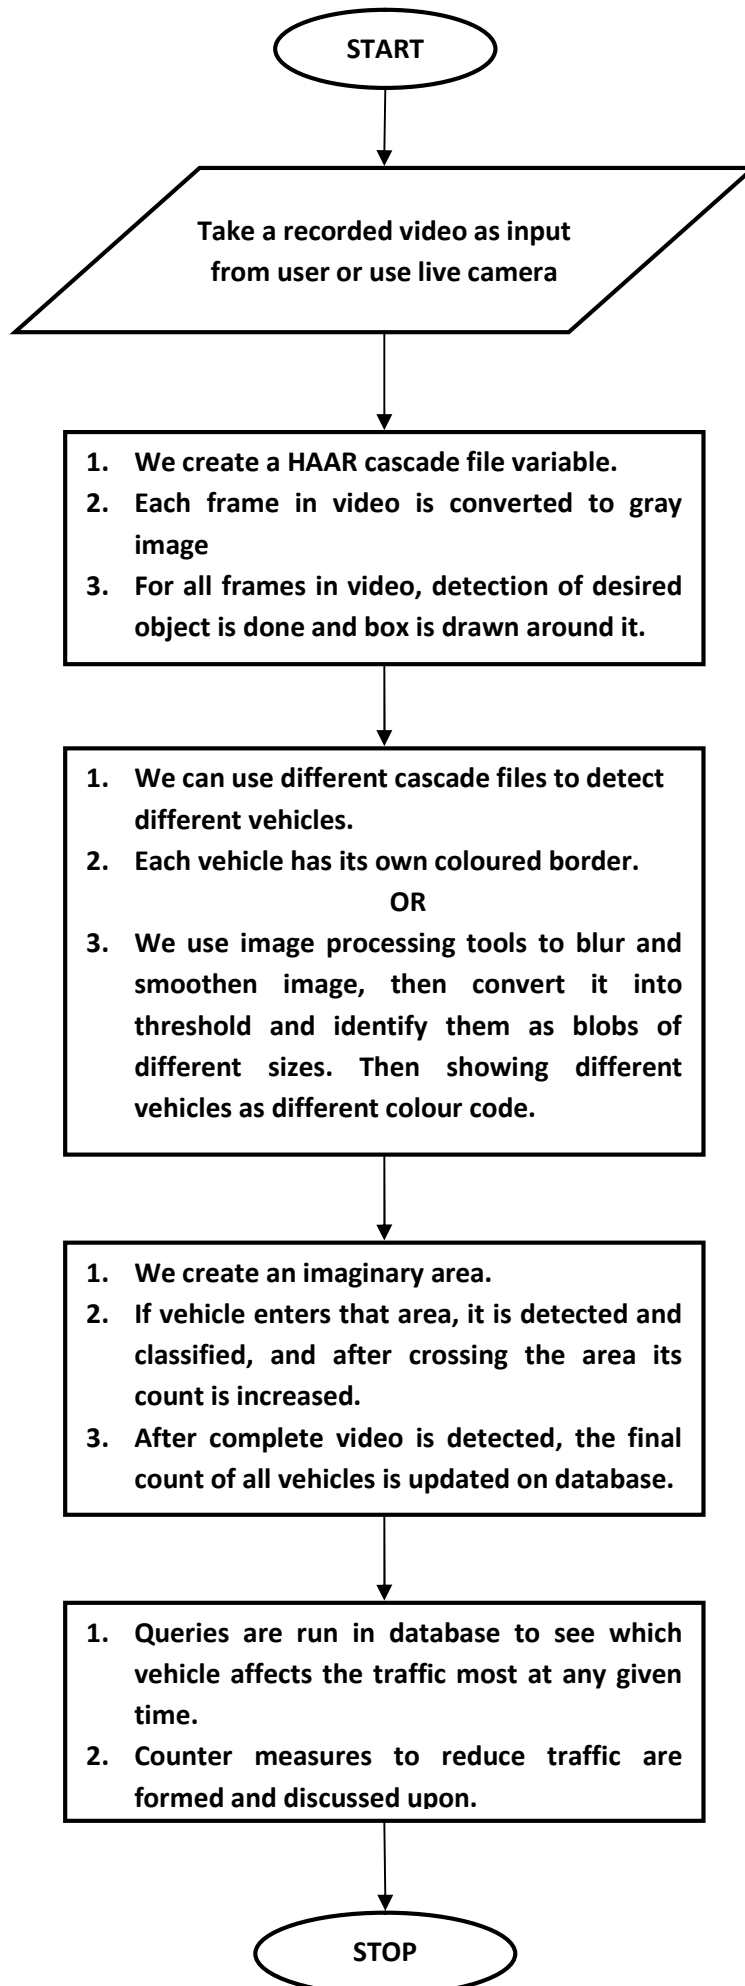 START
Take a recorded video as input
from user or use live camera
1. We create a HAAR cascade file variable.
2. Each frame in video is converted to gray
image
3. For all frames in video, detection of desired
object is done and box is drawn around it.
1. We can use different cascade files to detect
different vehicles.
2. Each vehicle has its own coloured border.
OR
3. We use image processing tools to blur and
smoothen image, then convert it into
threshold and identify them as blobs of
different sizes. Then showing different
vehicles as different colour code.
1. We create an imaginary area.
2. If vehicle enters that area, it is detected and
classified, and after crossing the area its
count is increased.
3. After complete video is detected, the final
count of all vehicles is updated on database.
1. Queries are run in database to see which
vehicle affects the traffic most at any given
time.
2. Counter measures to reduce traffic are
formed and discussed upon.
STOP